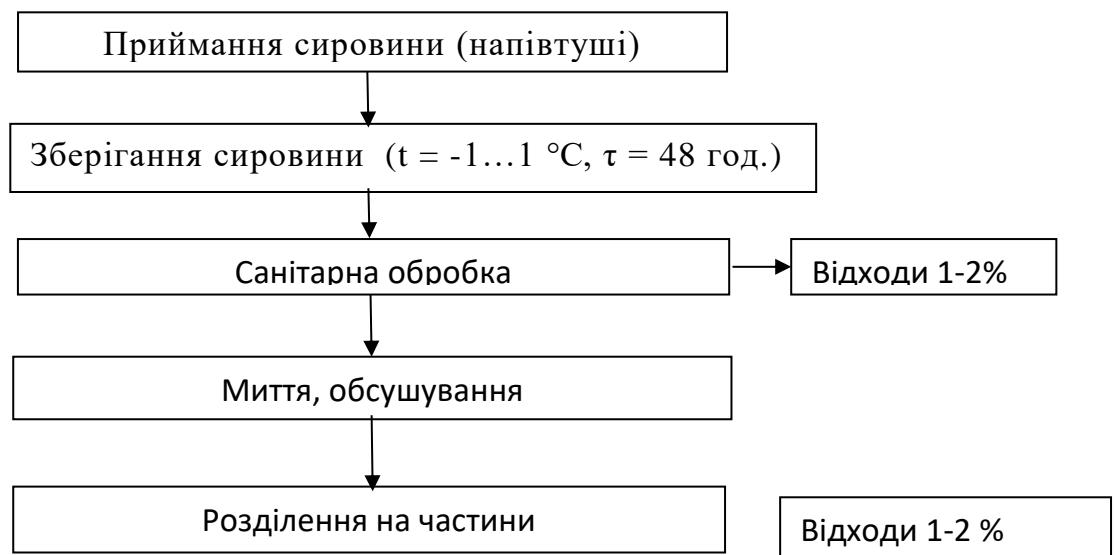 Приймання сировини (напівтуші)
Зберігання сировини (t = -1…1 °C, τ = 48 год.)
Санітарна обробка
Відходи 1-2%
Миття, обсушування
Розділення на частини
Відходи 1-2 %